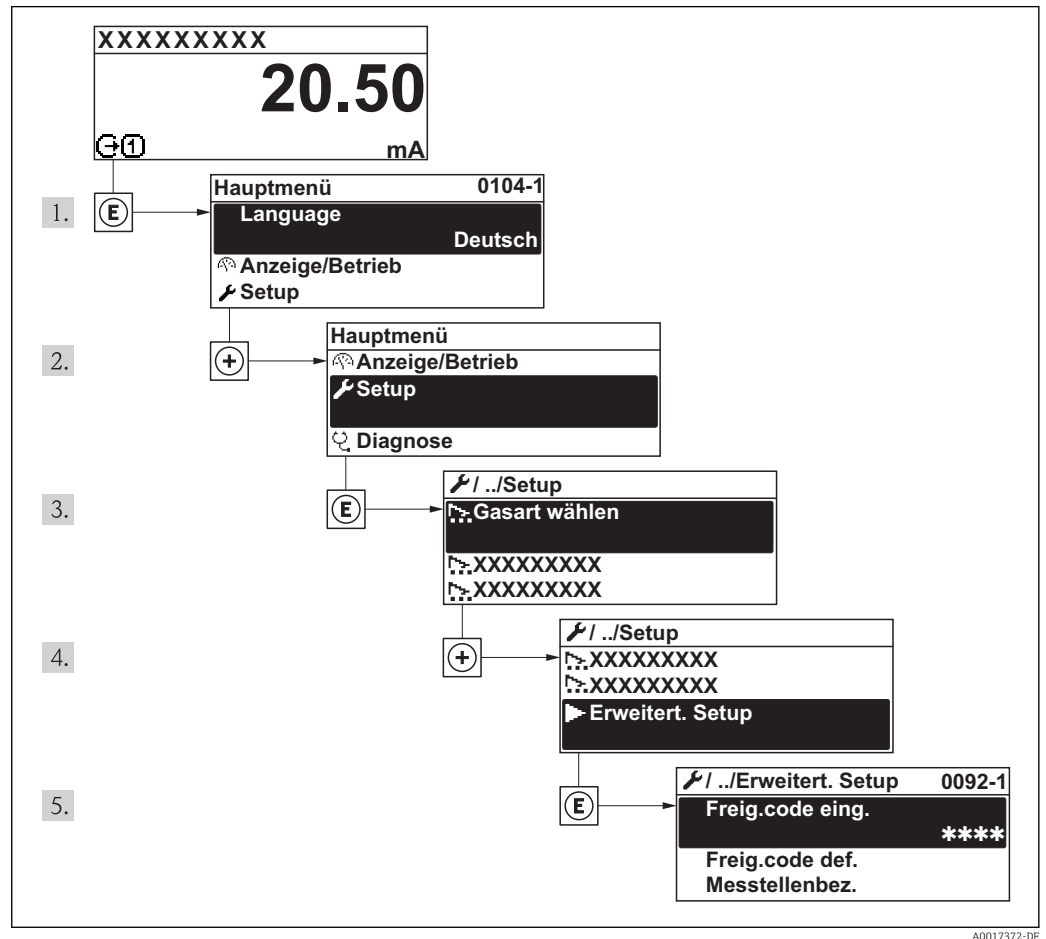 XXXXXXXXX
20.50
1
mA
1.
E
Hauptmenü 0104-1
Language
Deutsch
Anzeige/Betrieb
Setup
2.
+
Hauptmenü
Anzeige/Betrieb
Setup
Diagnose
3.
E
/ ../Setup
Gasart wählen
XXXXXXXXX
XXXXXXXXX
4.
+
/ ../Setup
XXXXXXXXX
XXXXXXXXX
Erweitert. Setup
5.
E
/ ../Erweitert. Setup 0092-1
Freig.code eing.
****
Freig.code def.
Messtellenbez.
A0017372-DE